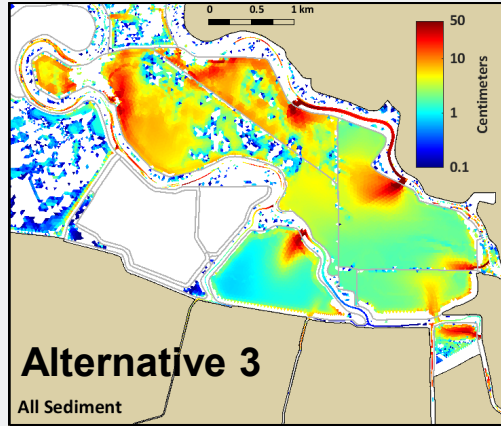 0 0.5 1 km
50
10
1
0.1
Centimeters
Alternative 3
All Sediment